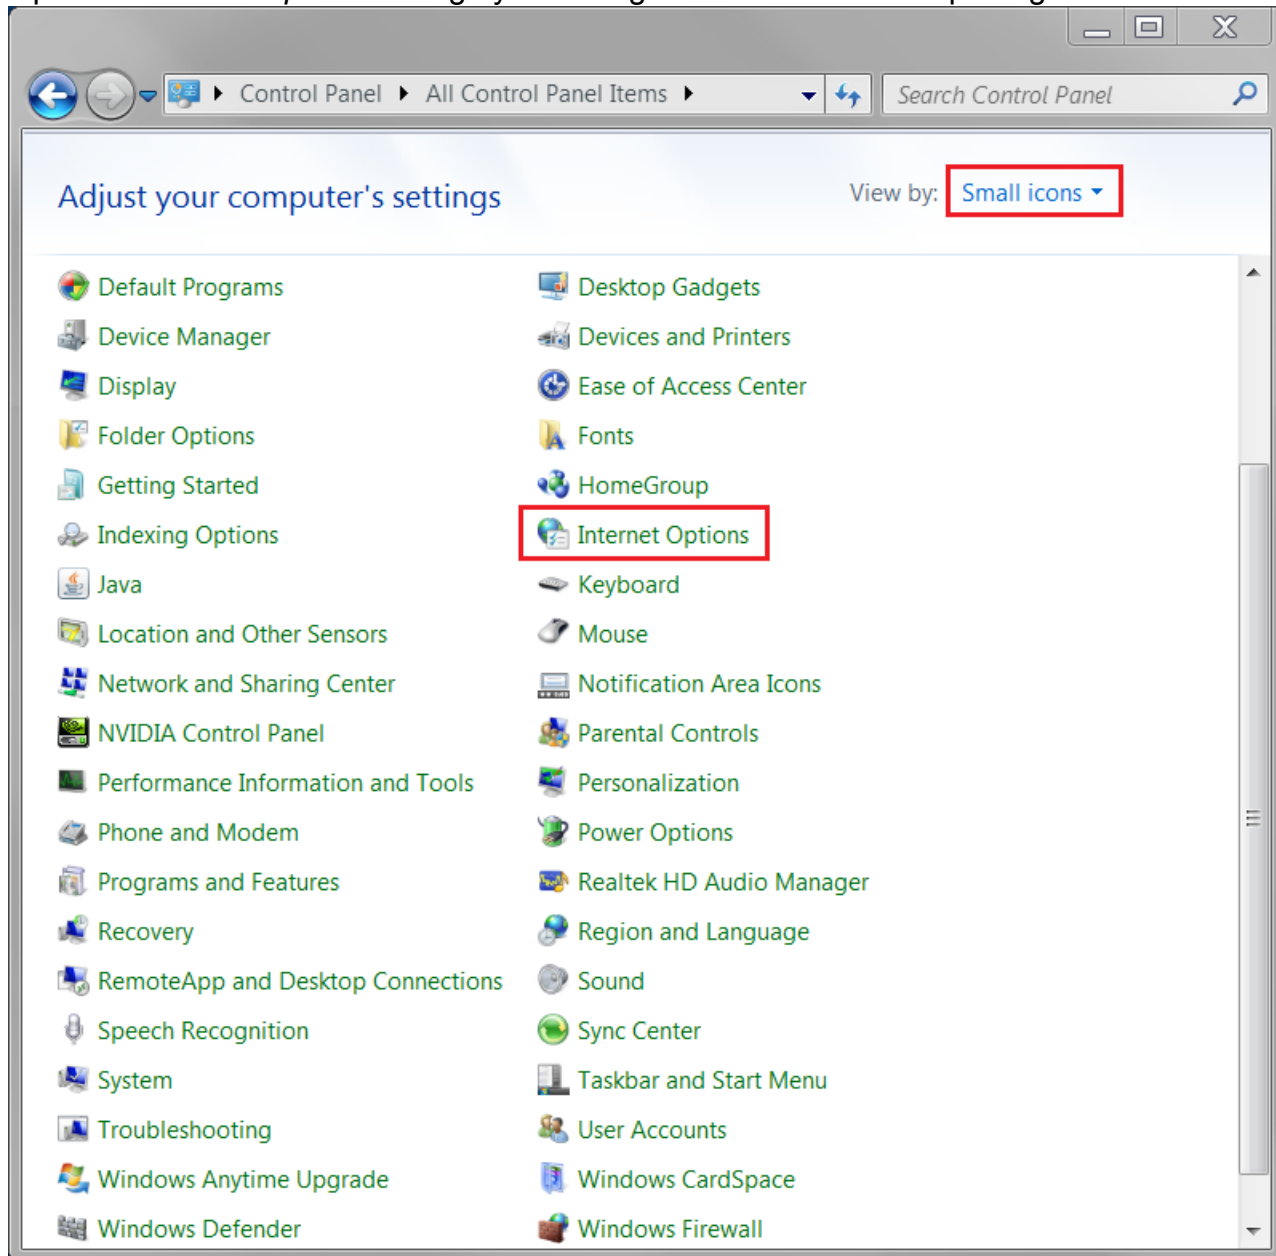 Control Panel All Control Panel Items Search Control Panel
Adjust your computer's settings View by: Small icons
Default Programs Desktop Gadgets
Device Manager Devices and Printers
Display Ease of Access Center
Folder Options Fonts
Getting Started HomeGroup
Indexing Options Internet Options
Java Keyboard
Location and Other Sensors Mouse
Network and Sharing Center Notification Area Icons
NVIDIA Control Panel Parental Controls
Performance Information and Tools Personalization
Phone and Modem Power Options
Programs and Features Realtek HD Audio Manager
Recovery Region and Language
RemoteApp and Desktop Connections Sound
Speech Recognition Sync Center
System Taskbar and Start Menu
Troubleshooting User Accounts
Windows Anytime Upgrade Windows CardSpace
Windows Defender Windows Firewall